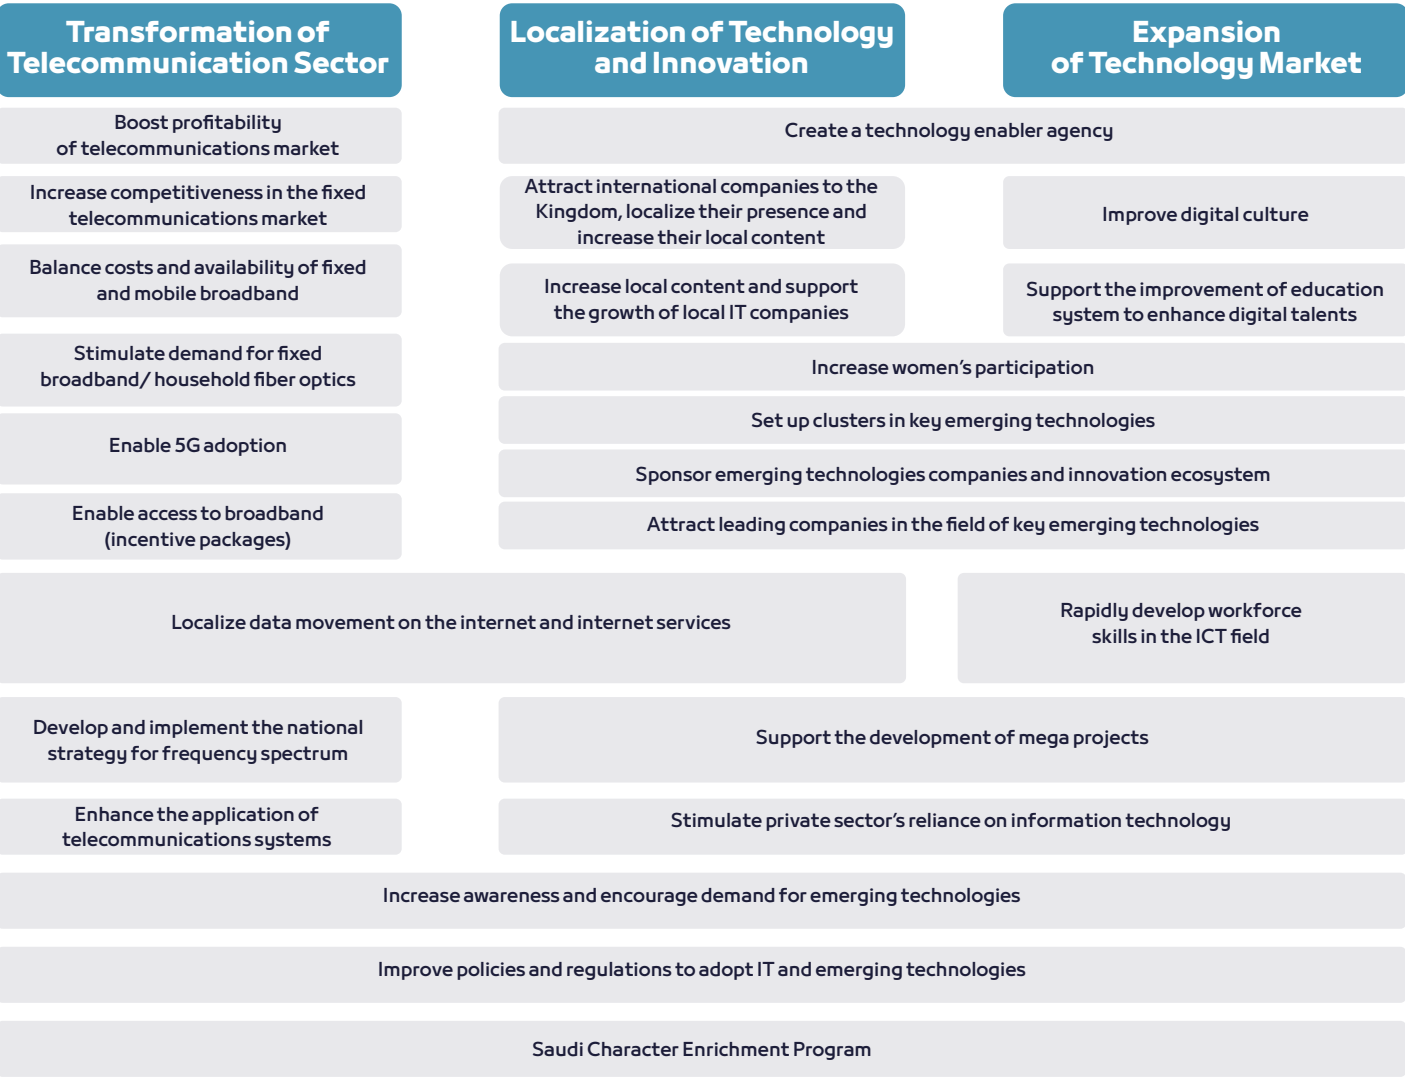 Transformation of
Telecommunication Sector
Localization of Technology
and Innovation
Expansion
of Technology Market
Boost profitability
of telecommunications market
Create a technology enabler agency
Increase competitiveness in the fixed
telecommunications market
Attract international companies to the
Kingdom, localize their presence and
increase their local content
Improve digital culture
Balance costs and availability of fixed
and mobile broadband
Increase local content and support
the growth of local IT companies
Support the improvement of education
system to enhance digital talents
Stimulate demand for fixed
broadband/ household fiber optics
Increase women's participation
Enable 5G adoption
Set up clusters in key emerging technologies
Sponsor emerging technologies companies and innovation ecosystem
Enable access to broadband
(incentive packages)
Attract leading companies in the field of key emerging technologies
Localize data movement on the internet and internet services
Rapidly develop workforce
skills in the ICT field
Develop and implement the national
strategy for frequency spectrum
Support the development of mega projects
Enhance the application of
telecommunications systems
Stimulate private sector's reliance on information technology
Increase awareness and encourage demand for emerging technologies
Improve policies and regulations to adopt IT and emerging technologies
Saudi Character Enrichment Program